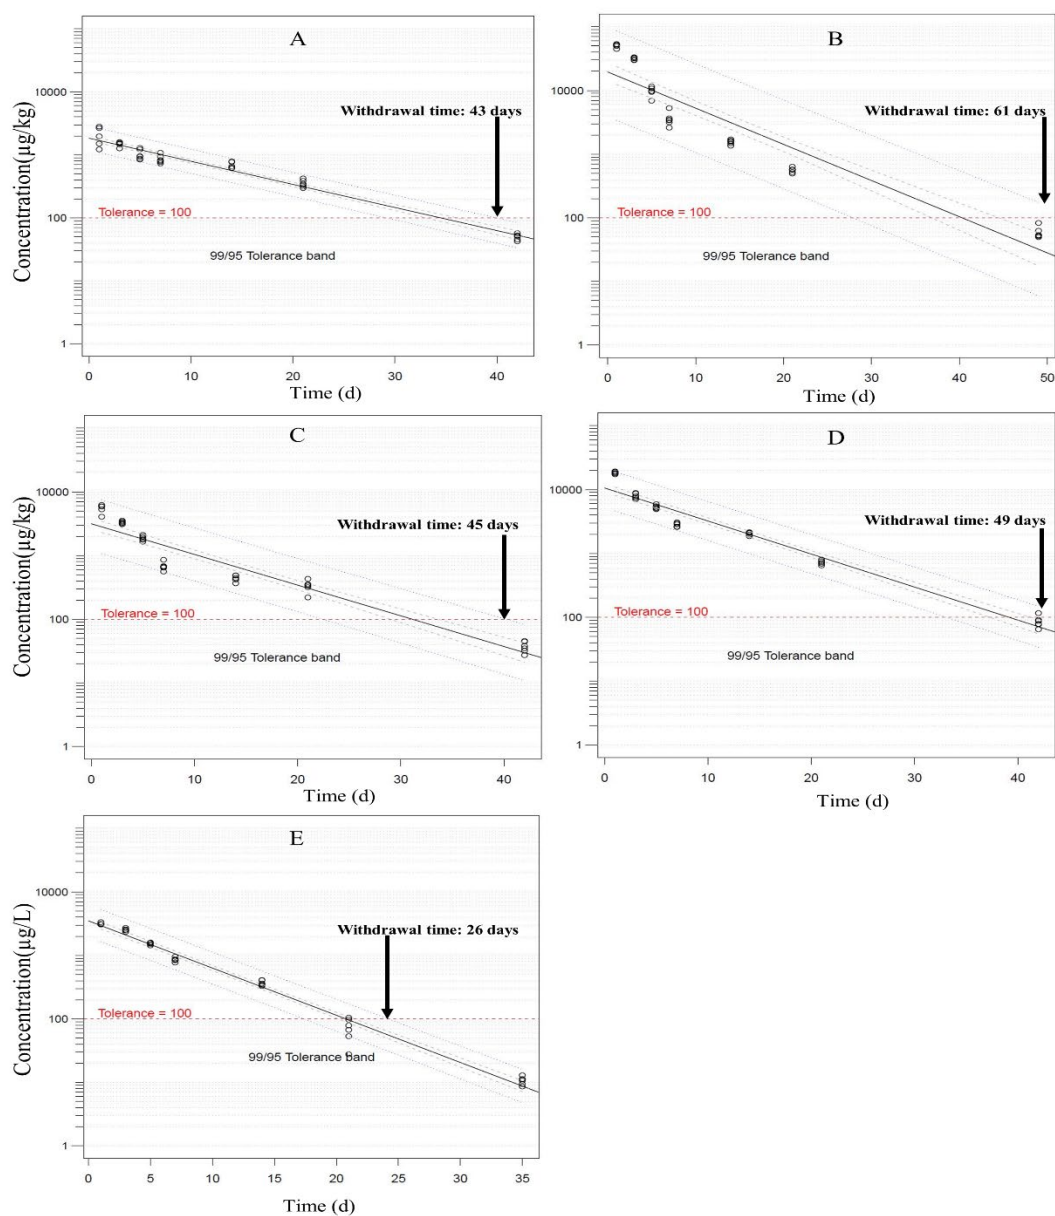 A
Concentration(µg/kg)
10000
100
1
Withdrawal time: 43 days
Tolerance = 100
99/95 Tolerance band
0 10 20 30 40
Time (d)
B
10000
100
1
Withdrawal time: 61 days
Tolerance = 100
99/95 Tolerance band
0 10 20 30 40 50
Time (d)
C
Concentration(µg/kg)
10000
100
1
Withdrawal time: 45 days
Tolerance = 100
99/95 Tolerance band
0 10 20 30 40
Time (d)
D
10000
100
1
Withdrawal time: 49 days
Tolerance = 100
99/95 Tolerance band
0 10 20 30 40
Time (d)
E
Concentration(µg/L)
10000
100
1
Withdrawal time: 26 days
Tolerance = 100
99/95 Tolerance band
0 5 10 15 20 25 30 35
Time (d)